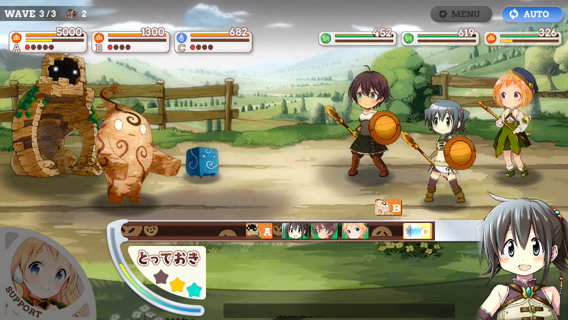 WAVE 3/3 2
MENU
AUTO
5000
1300
682
A
B
C
452
619
326
B
A
とっておき
SUPPORT